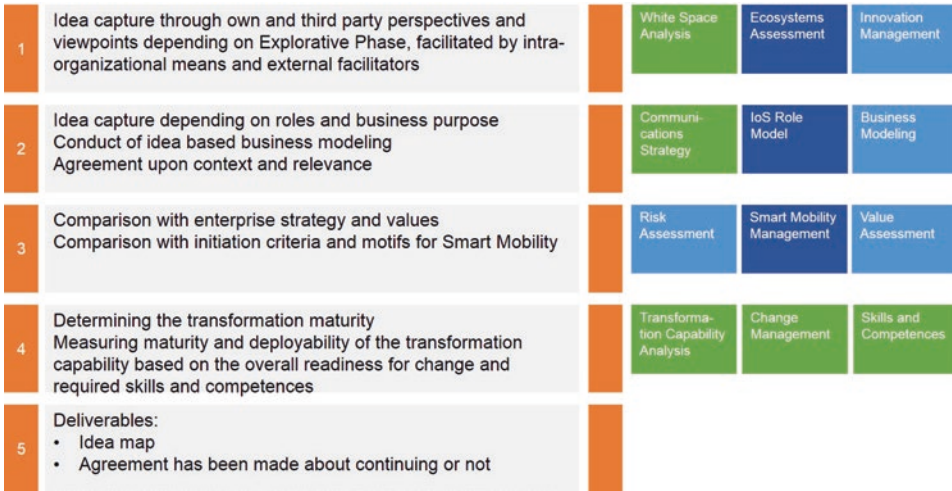 1
Idea capture through own and third party perspectives and
viewpoints depending on Explorative Phase, facilitated by intra-
organizational means and external facilitators
White Space
Analysis
Ecosystems
Assessment
Innovation
Management
2
Idea capture depending on roles and business purpose
Conduct of idea based business modeling
Agreement upon context and relevance
Communi-
cations
Strategy
IoS Role
Model
Business
Modeling
3
Comparison with enterprise strategy and values
Comparison with initiation criteria and motifs for Smart Mobility
Risk
Assessment
Smart Mobility
Management
Value
Assessment
4
Determining the transformation maturity
Measuring maturity and deployability of the transformation
capability based on the overall readiness for change and
required skills and competences
Transforma-
tion Capability
Analysis
Change
Management
Skills and
Competences
5
Deliverables:
• Idea map
• Agreement has been made about continuing or not